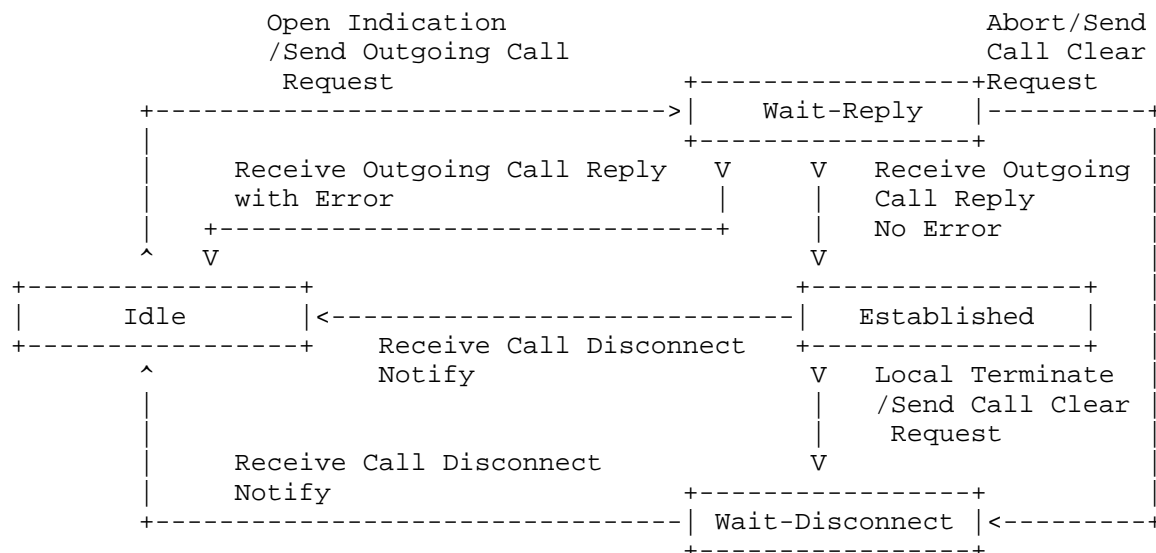 Open Indication Abort/Send
/Send Outgoing Call Call Clear
Request Request
Wait-Reply
Receive Outgoing Call Reply V V Receive Outgoing
with Error Call Reply
No Error
^ V V
Idle Established
Receive Call Disconnect
^ Notify V Local Terminate
/Send Call Clear
Request
Receive Call Disconnect V
Notify
Wait-Disconnect